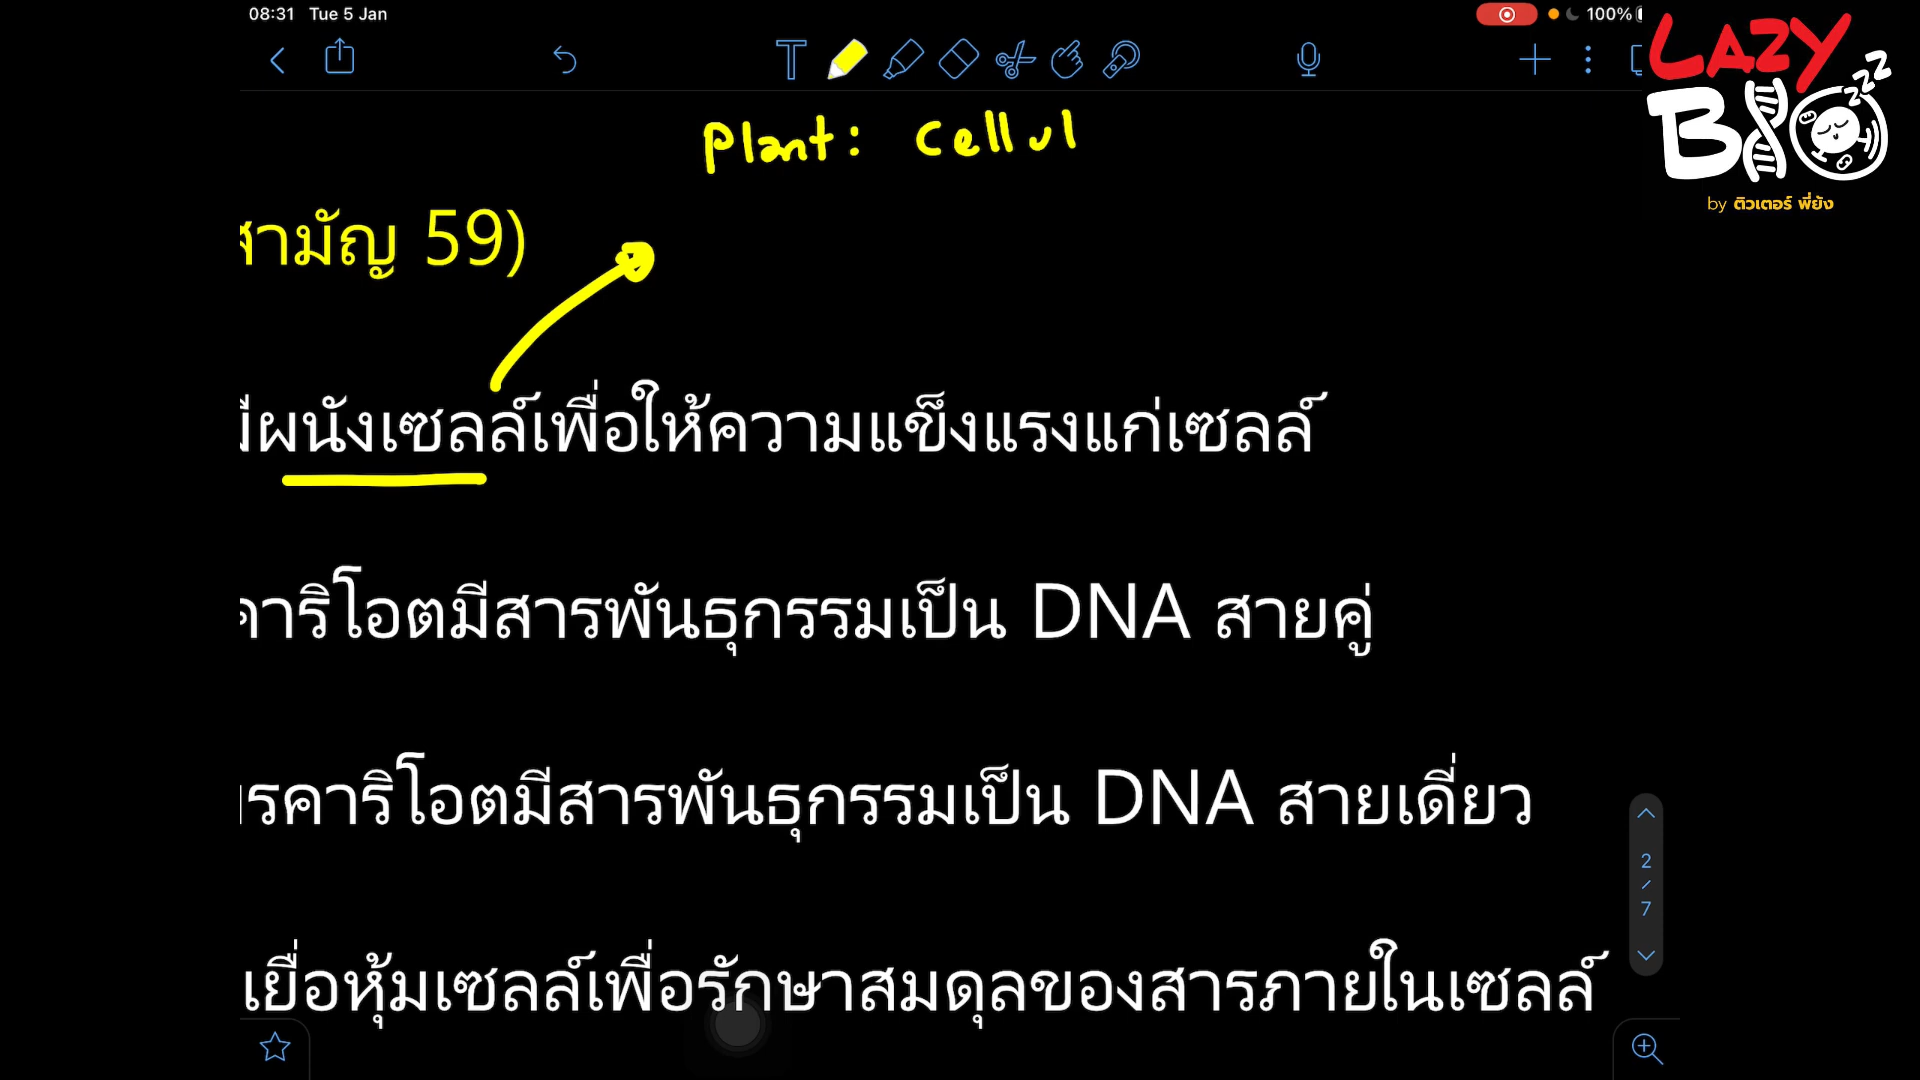 08:31 Tue 5 Jan
100%
LAZY
BIO
zzz
by ติวเตอร์ พี่ยัง
Plant: Cellul
สามัญ 59)
มีผนังเซลล์เพื่อให้ความแข็งแรงแก่เซลล์
คาริโอตมีสารพันธุกรรมเป็น DNA สายคู่
รคาริโอตมีสารพันธุกรรมเป็น DNA สายเดี่ยว
เยื่อหุ้มเซลล์เพื่อรักษาสมดุลของสารภายในเซลล์
2
/
7